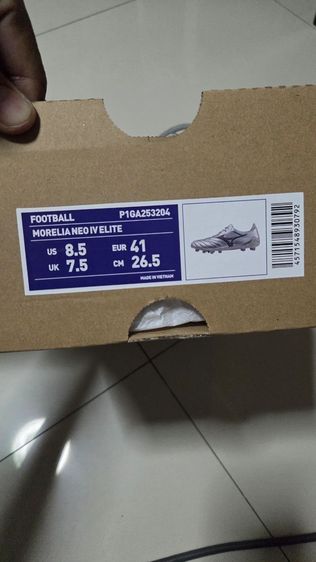 FOOTBALL P1GA253204
MORELIA NEO IV ELITE
US 8.5 EUR 41
UK 7.5 CM 26.5
MADE IN VIETNAM
4571548930792